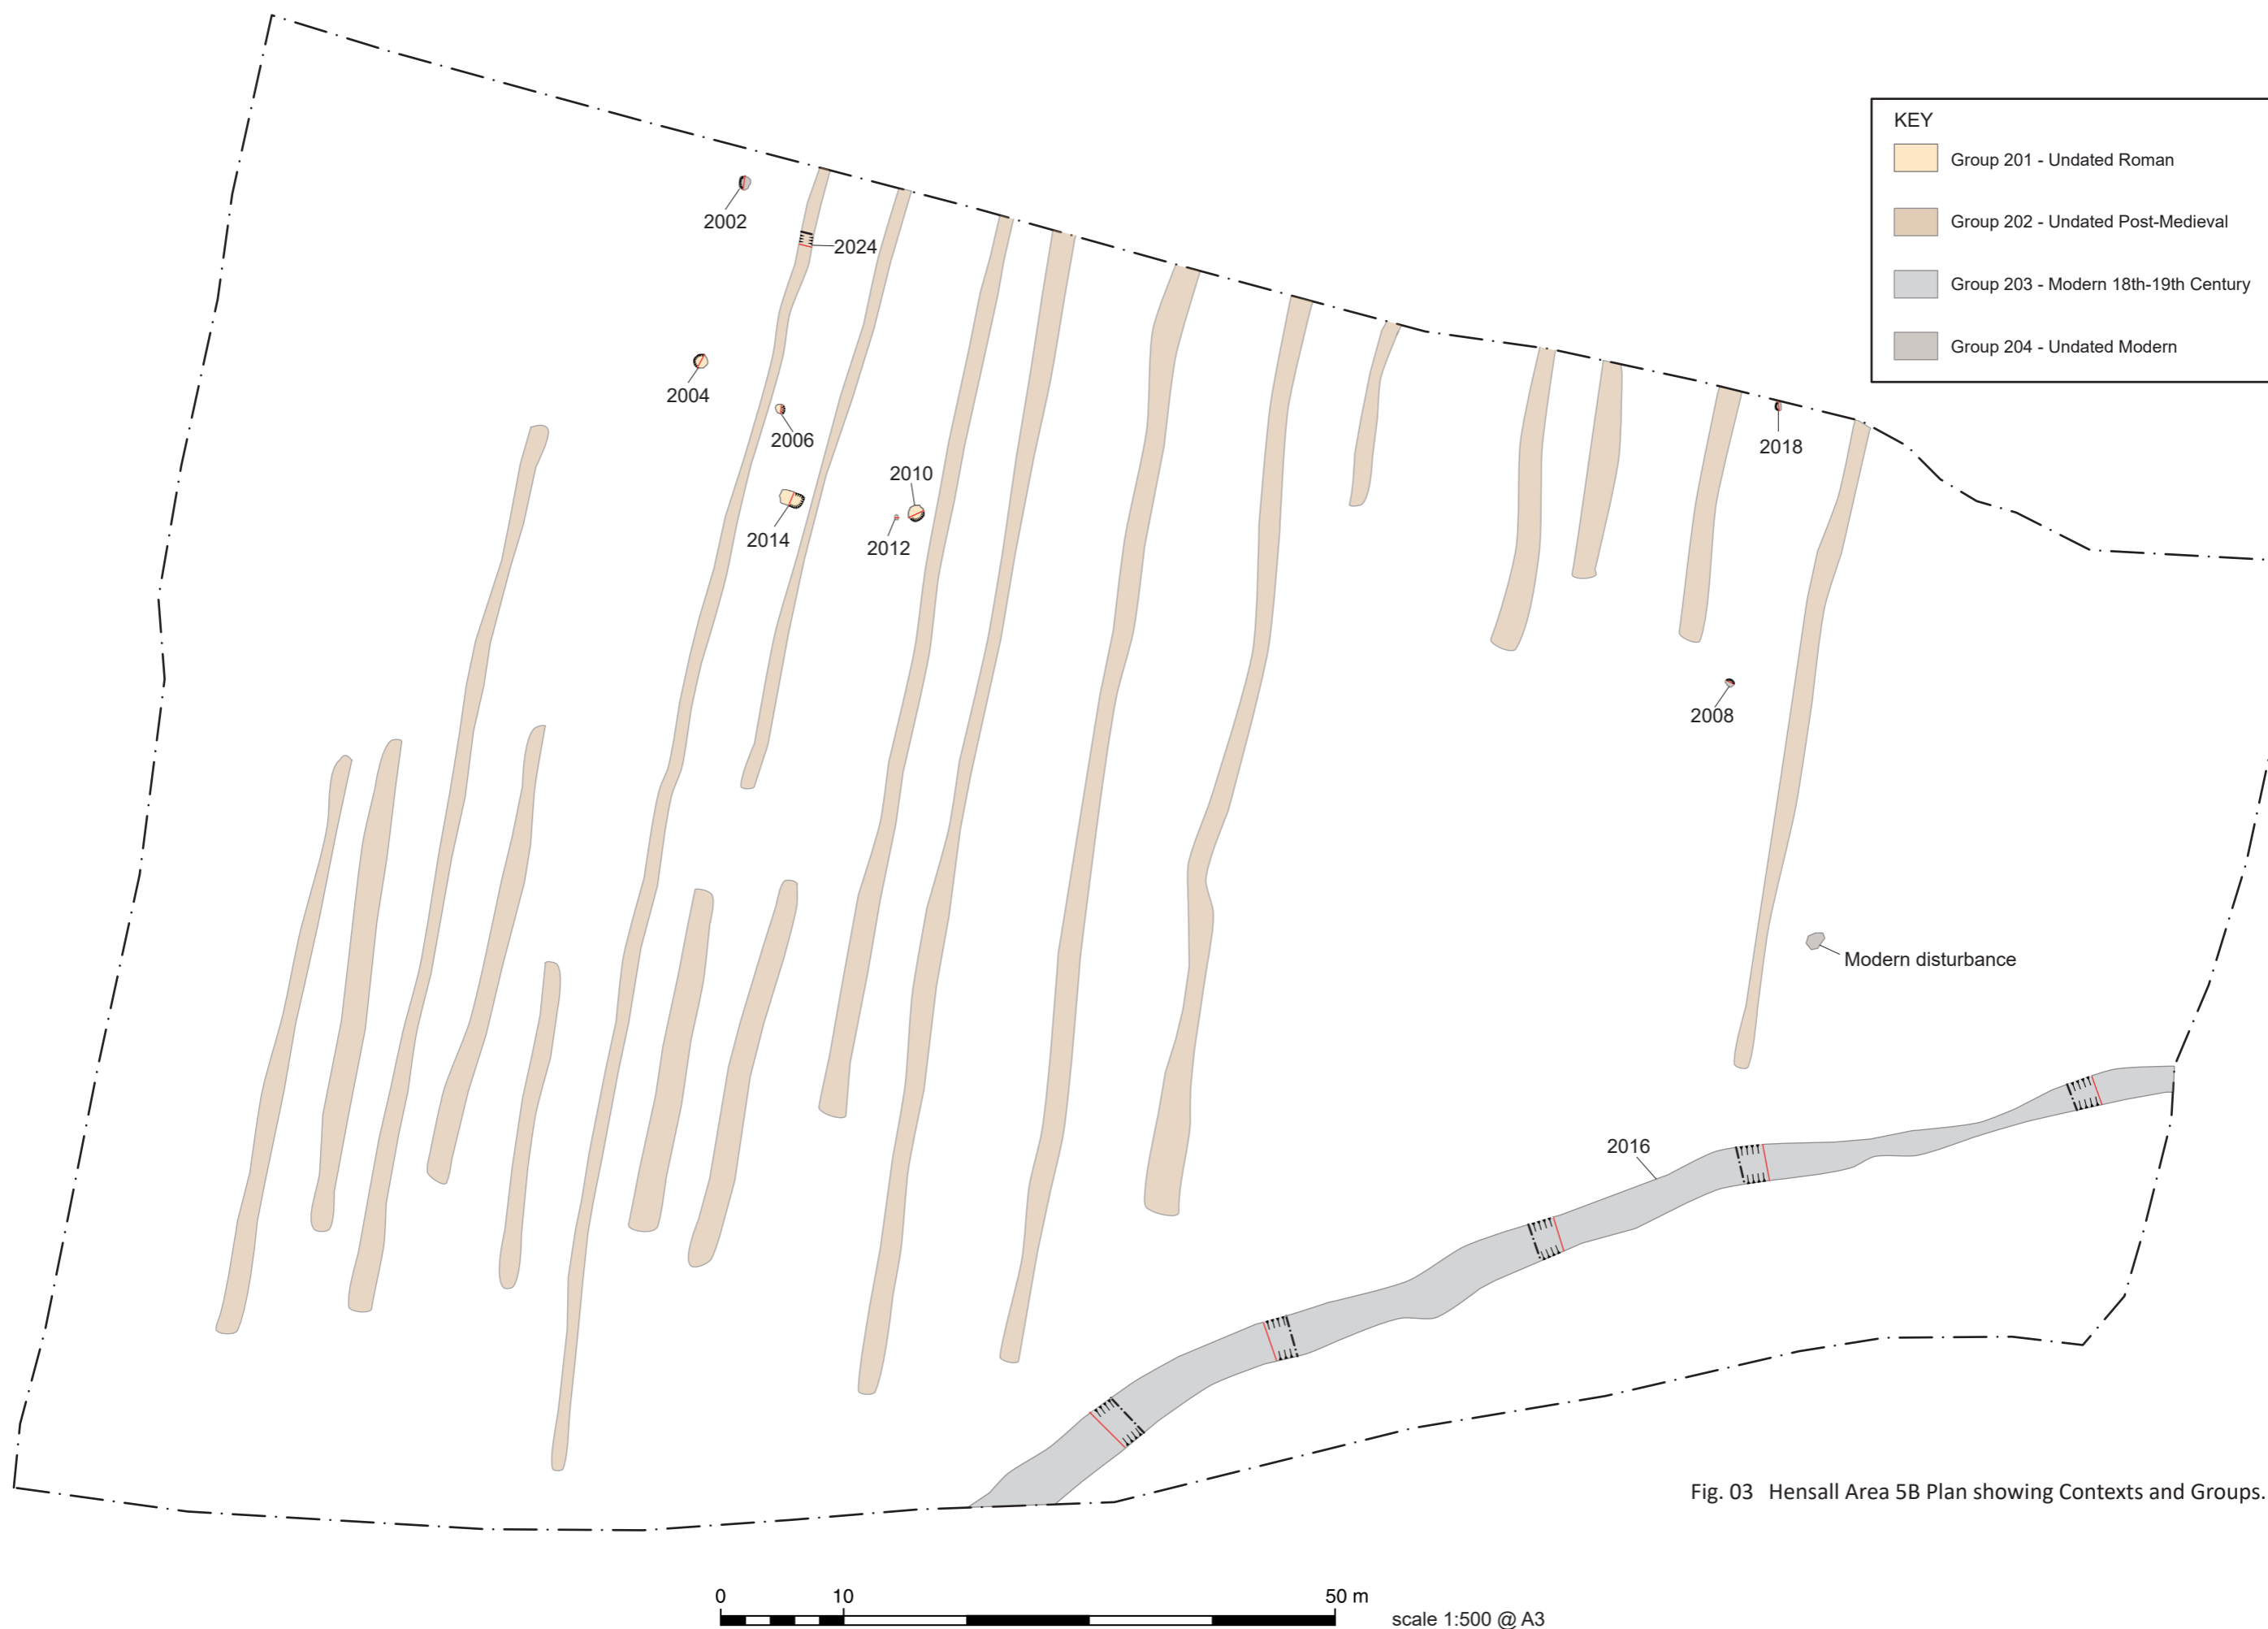 KEY
Group 201 - Undated Roman
Group 202 - Undated Post-Medieval
Group 203 - Modern 18th-19th Century
Group 204 - Undated Modern
2002
2024
2004
2006
2018
2010
2014
2012
2008
Modern disturbance
2016
Fig. 03 Hensall Area 5B Plan showing Contexts and Groups.
0 10 50 m
scale 1:500 @ A3